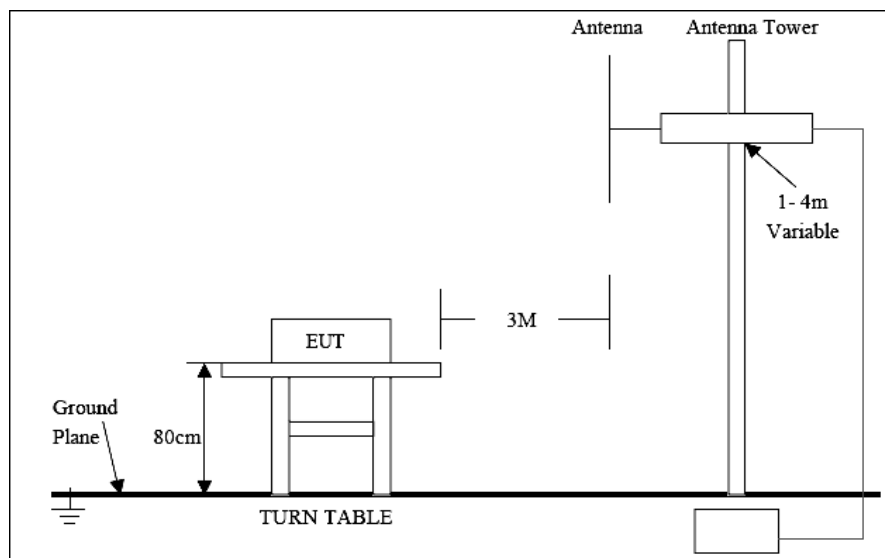 Antenna
Antenna Tower
1- 4m
Variable
3M
EUT
Ground
Plane
80cm
TURN TABLE